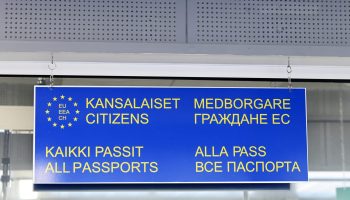 EU
EEA
CH
KANSALAISET MEDBORGARE
CITIZENS ГРАЖДАНЕ ЕС
KAIKKI PASSIT ALLA PASS
ALL PASSPORTS ВСЕ ПАСПОРТА